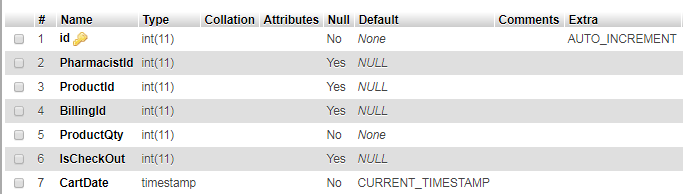 # Name Type Collation Attributes Null Default Comments Extra
1 id int(11) No None AUTO_INCREMENT
2 PharmacistId int(11) Yes NULL
3 ProductId int(11) Yes NULL
4 BillingId int(11) Yes NULL
5 ProductQty int(11) No None
6 IsCheckOut int(11) Yes NULL
7 CartDate timestamp No CURRENT_TIMESTAMP